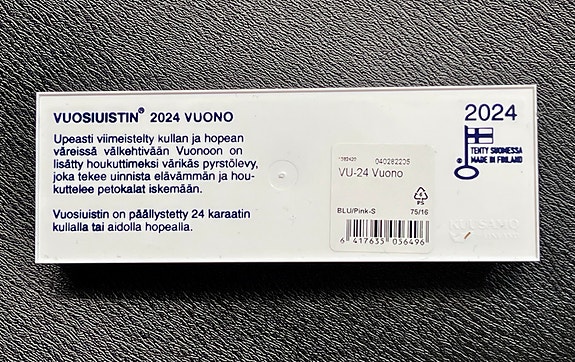 VUOSIUISTIN® 2024 VUONO
Upeasti viimeistelty kullan ja hopean
väreissä välkehtivään Vuonoon on
lisätty houkuttimeksi värikäs pyrstölevy,
joka tekee uinnista elävämmän ja hou-
kuttelee petokalat iskemään.
Vuosiuistin on päällystetty 24 karaatin
kullalla tai aidolla hopealla.
2024
TEHTY SUOMESSA
MADE IN FINLAND
®
040282205
VU-24 Vuono
PS
BLU/Pink-S 75/16
6 417635 056496
KUUSAMO